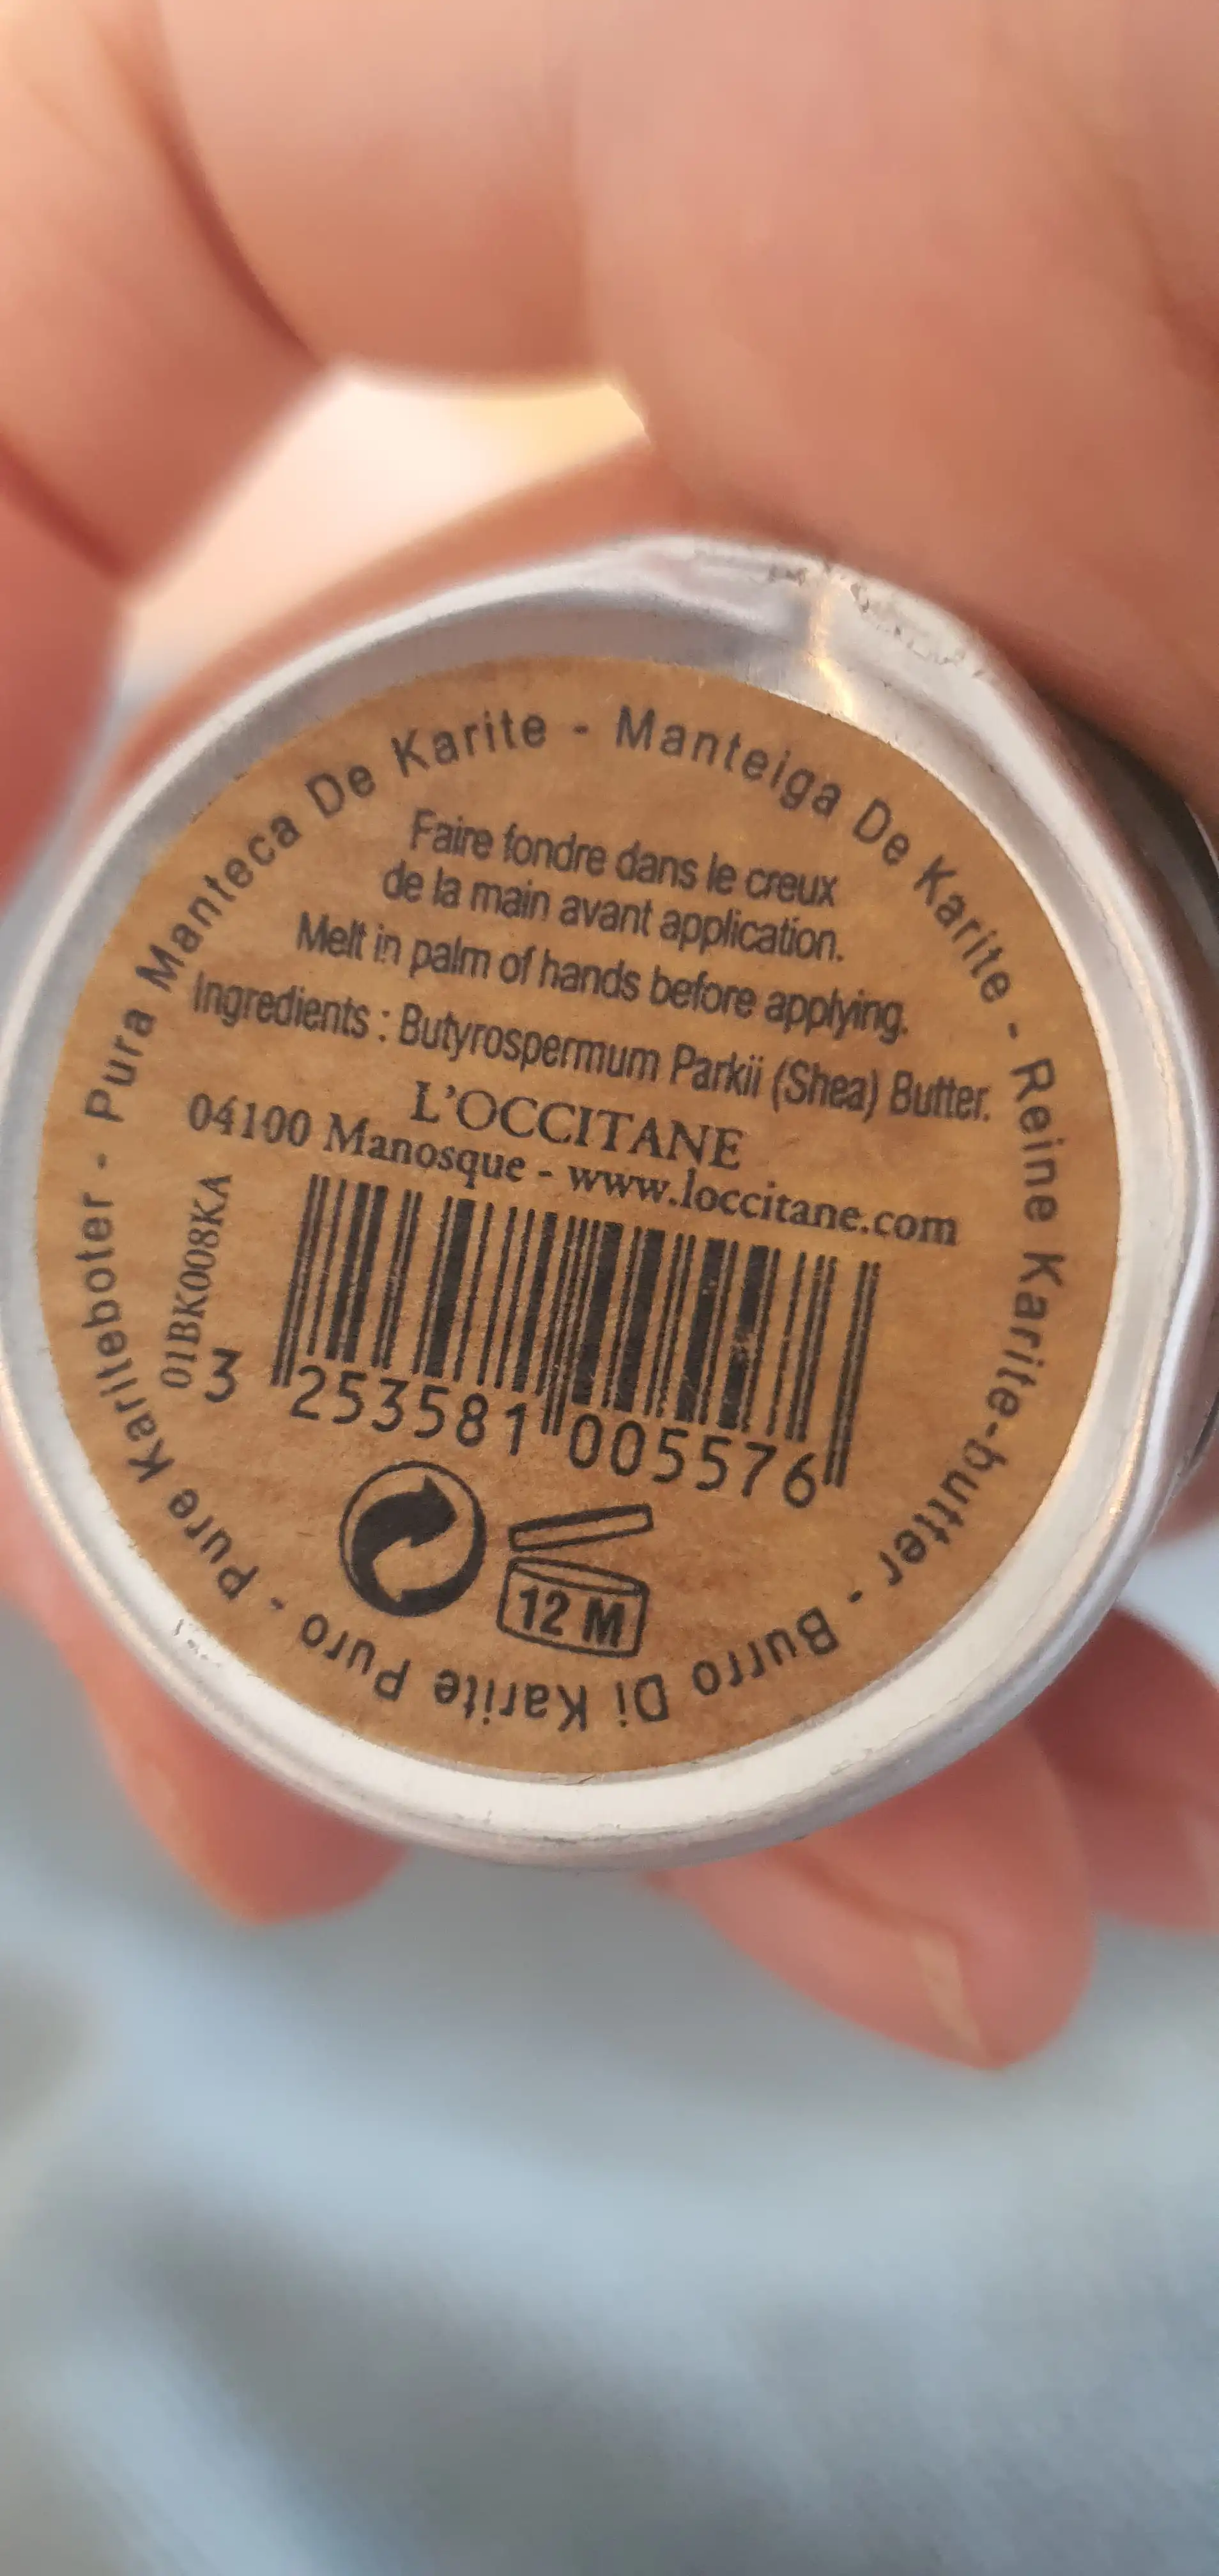 Pura Manteca De Karite - Manteiga De Karite - Reine Karite-butter - Burro Di Karite Puro - Pure Kariteboter -
Faire fondre dans le creux
de la main avant application.
Melt in palm of hands before applying.
Ingredients : Butyrospermum Parkii (Shea) Butter.
L'OCCITANE
04100 Manosque - www.loccitane.com
01BK008KA
3 253581 005576
12 M